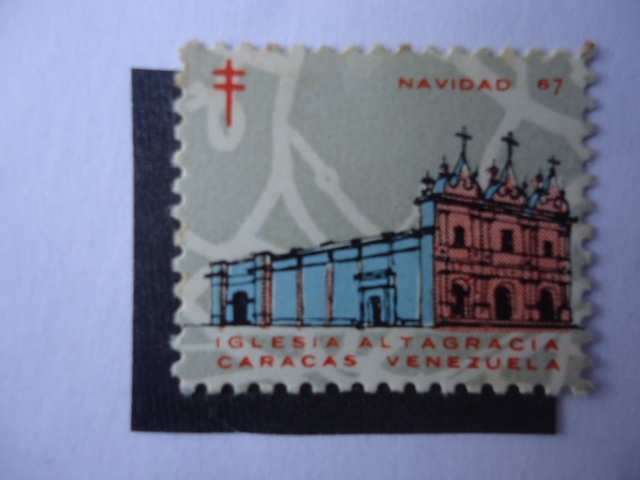 NAVIDAD 67
IGLESIA ALTAGRACIA
CARACAS VENEZUELA